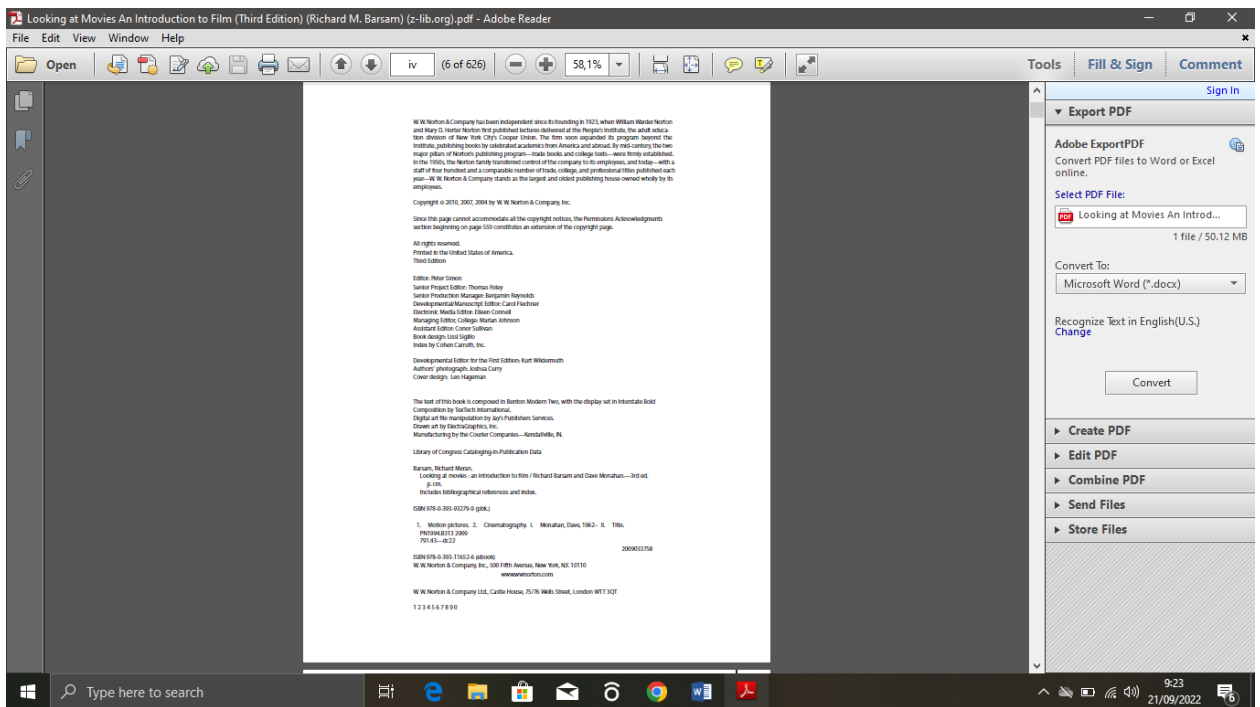 Looking at Movies An Introduction to Film (Third Edition) (Richard M. Barsam) (z-lib.org).pdf - Adobe Reader
File Edit View Window Help
Open iv (6 of 626) 58,1% Tools Fill & Sign Comment
Sign In
W. W. Norton & Company has been independent since its founding in 1923, when William Warder Norton
and Mary D. Herter Norton first published lectures delivered at the People's Institute, the adult educa-
tion division of New York City's Cooper Union. The firm soon expanded its program beyond the
Institute, publishing books by celebrated academics from America and abroad. By mid-century, the two
major pillars of Norton's publishing program—trade books and college texts—were firmly established.
In the 1950s, the Norton family transferred control of the company to its employees, and today—with a
staff of four hundred and a comparable number of trade, college, and professional titles published each
year—W. W. Norton & Company stands as the largest and oldest publishing house owned wholly by its
employees.
Copyright © 2010, 2007, 2004 by W. W. Norton & Company, Inc.
Since this page cannot accommodate all the copyright notices, the Permissions Acknowledgments
section beginning on page 559 constitutes an extension of the copyright page.
All rights reserved.
Printed in the United States of America.
Third Edition
Editor: Peter Simon
Senior Project Editor: Thomas Foley
Senior Production Manager: Benjamin Reynolds
Developmental/Manuscript Editor: Carol Flechner
Electronic Media Editor: Eileen Connell
Managing Editor, College: Marian Johnson
Assistant Editor: Conor Sullivan
Book design: Lissi Sigillo
Index by Cohen Carruth, Inc.
Developmental Editor for the First Edition: Kurt Wildermuth
Authors' photograph: Joshua Curry
Cover design: Leo Hageman
The text of this book is composed in Benton Modern Two, with the display set in Interstate Bold
Composition by TexTech International.
Digital art file manipulation by Jay's Publishers Services.
Drawn art by ElectraGraphics, Inc.
Manufacturing by the Courier Companies—Kendallville, IN.
Library of Congress Cataloging-in-Publication Data
Barsam, Richard Meran.
Looking at movies : an introduction to film / Richard Barsam and Dave Monahan.—3rd ed.
p. cm.
Includes bibliographical references and index.
ISBN 978-0-393-93279-9 (pbk.)
1. Motion pictures. 2. Cinematography. I. Monahan, Dave, 1962– II. Title.
PN1994.B313 2009
791.43—dc22
2009033758
ISBN 978-0-393-11652-6 (ebook)
W. W. Norton & Company, Inc., 500 Fifth Avenue, New York, N.Y. 10110
wwwwwnorton.com
W. W. Norton & Company Ltd., Castle House, 75/76 Wells Street, London W1T 3QT
1 2 3 4 5 6 7 8 9 0
Export PDF
Adobe ExportPDF
Convert PDF files to Word or Excel
online.
Select PDF File:
Looking at Movies An Introd...
1 file / 50.12 MB
Convert To:
Microsoft Word (*.docx)
Recognize Text in English(U.S.)
Change
Convert
Create PDF
Edit PDF
Combine PDF
Send Files
Store Files
Type here to search
9:23
21/09/2022
6